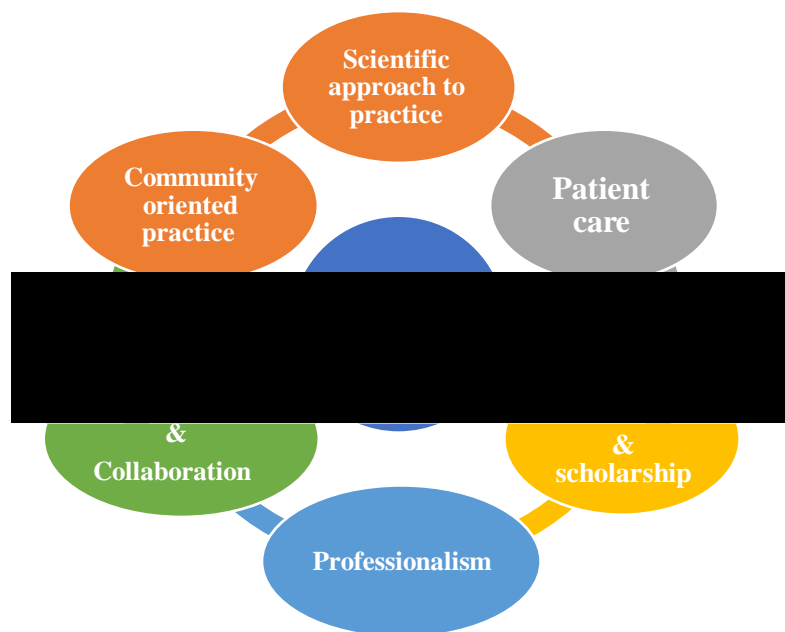 Scientific
approach to
practice
Community
oriented
practice
Patient
care
&
Collaboration
&
scholarship
Professionalism